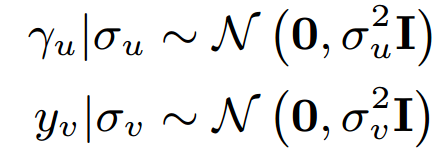 γ_u|σ_u ∼ 𝒩 (𝟎, σ_u^2 𝐈)
y_v|σ_v ∼ 𝒩 (𝟎, σ_v^2 𝐈)